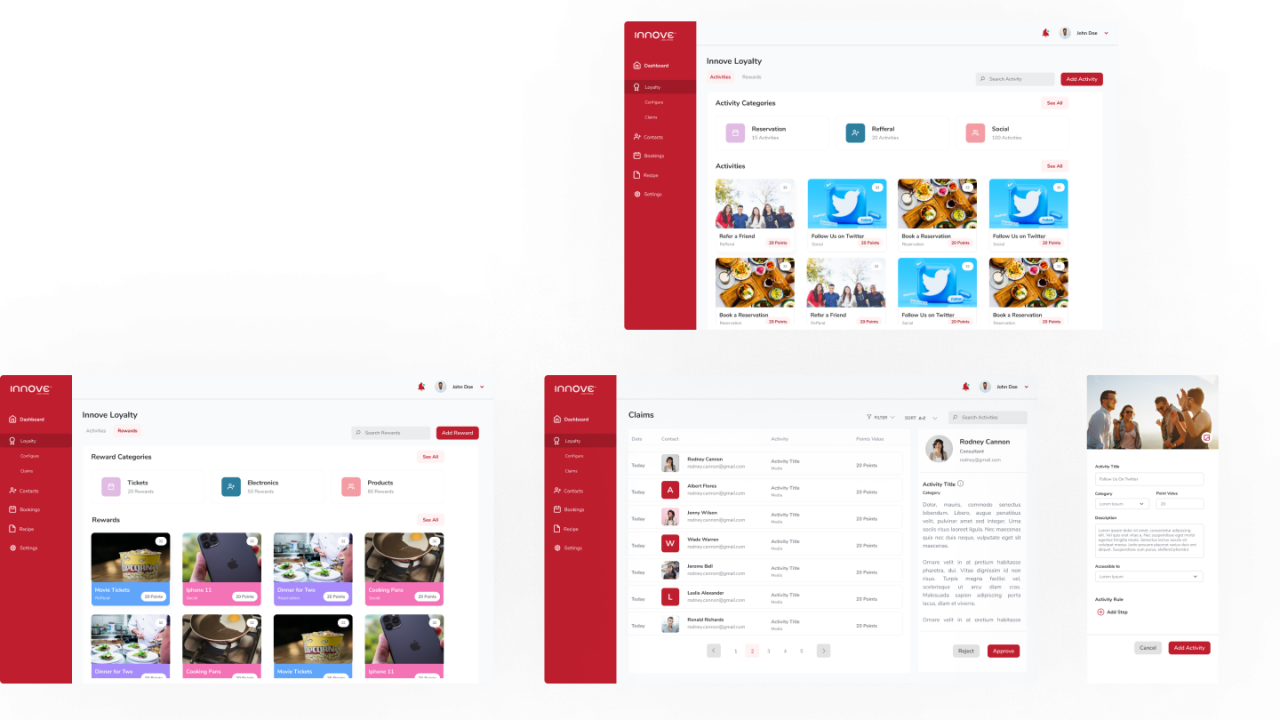 INNOVE
John Doe
Dashboard
Loyalty
Configure
Claims
Contacts
Bookings
Recipe
Settings
Innove Loyalty
Activities Rewards
Search Activity
Add Activity
Activity Categories
See All
Reservation
15 Activities
Refferal
20 Activities
Social
100 Activities
Activities
See All
Refer a Friend
Refferal
20 Points
Follow Us on Twitter
Social
20 Points
Book a Reservation
Reservation
20 Points
Follow Us on Twitter
Social
20 Points
Book a Reservation
Reservation
20 Points
Refer a Friend
Refferal
20 Points
Follow Us on Twitter
Social
20 Points
Book a Reservation
Reservation
20 Points
INNOVE
John Doe
Dashboard
Loyalty
Configure
Claims
Contacts
Bookings
Recipe
Settings
Innove Loyalty
Activities Rewards
Search Rewards
Add Reward
Reward Categories
See All
Tickets
20 Rewards
Electronics
50 Rewards
Products
80 Rewards
Rewards
See All
Movie Tickets
Refferal
20 Points
Iphone 11
Social
20 Points
Dinner for Two
Reservation
20 Points
Cooking Pans
Social
20 Points
Dinner for Two
20 Points
Cooking Pans
20 Points
Movie Tickets
20 Points
Iphone 11
20 Points
INNOVE
John Doe
Dashboard
Loyalty
Configure
Claims
Contacts
Bookings
Recipe
Settings
Claims
FILTER
SORT A-Z
Search Activities
Date Contact Activity Points Value
Today
Rodney Cannon
rodney.cannon@gmail.com
Activity Title
Media
20 Points
Today
A
Albert Flores
rodney.cannon@gmail.com
Activity Title
Media
20 Points
Today
Jenny Wilson
rodney.cannon@gmail.com
Activity Title
Media
20 Points
Today
W
Wade Warren
rodney.cannon@gmail.com
Activity Title
Media
20 Points
Today
Jerome Bell
rodney.cannon@gmail.com
Activity Title
Media
20 Points
Today
L
Leslie Alexander
rodney.cannon@gmail.com
Activity Title
Media
20 Points
Today
Ronald Richards
rodney.cannon@gmail.com
Activity Title
Media
20 Points
1 2 3 4 5
Rodney Cannon
Consultant
rodney@gmail.com
Activity Title
Category
Dolor, mauris, commodo senectus
bibendum. Libero, augue penatibus
velit, pulvinar amet sed integer. Urna
sociis risus laoreet ligula. Nec maecenas
quis nec duis neque, vulputate eget sit
maecenas.
Ornare velit in at pretium habitasse
pharetra, dui. Vitae dignissim id non
risus. Turpis magna facilisi vel,
scelerisque ut arcu diam cras.
Malesuada sapien adipiscing porta
lacus, diam et viverra.
Ornare velit in at pretium habitasse
Reject
Approve
Activity Title
Follow Us on Twitter
Category Point Value
Lorem Ipsum
20
Description
Accessible to
Lorem Ipsum
Activity Rule
Add Step
Cancel
Add Activity